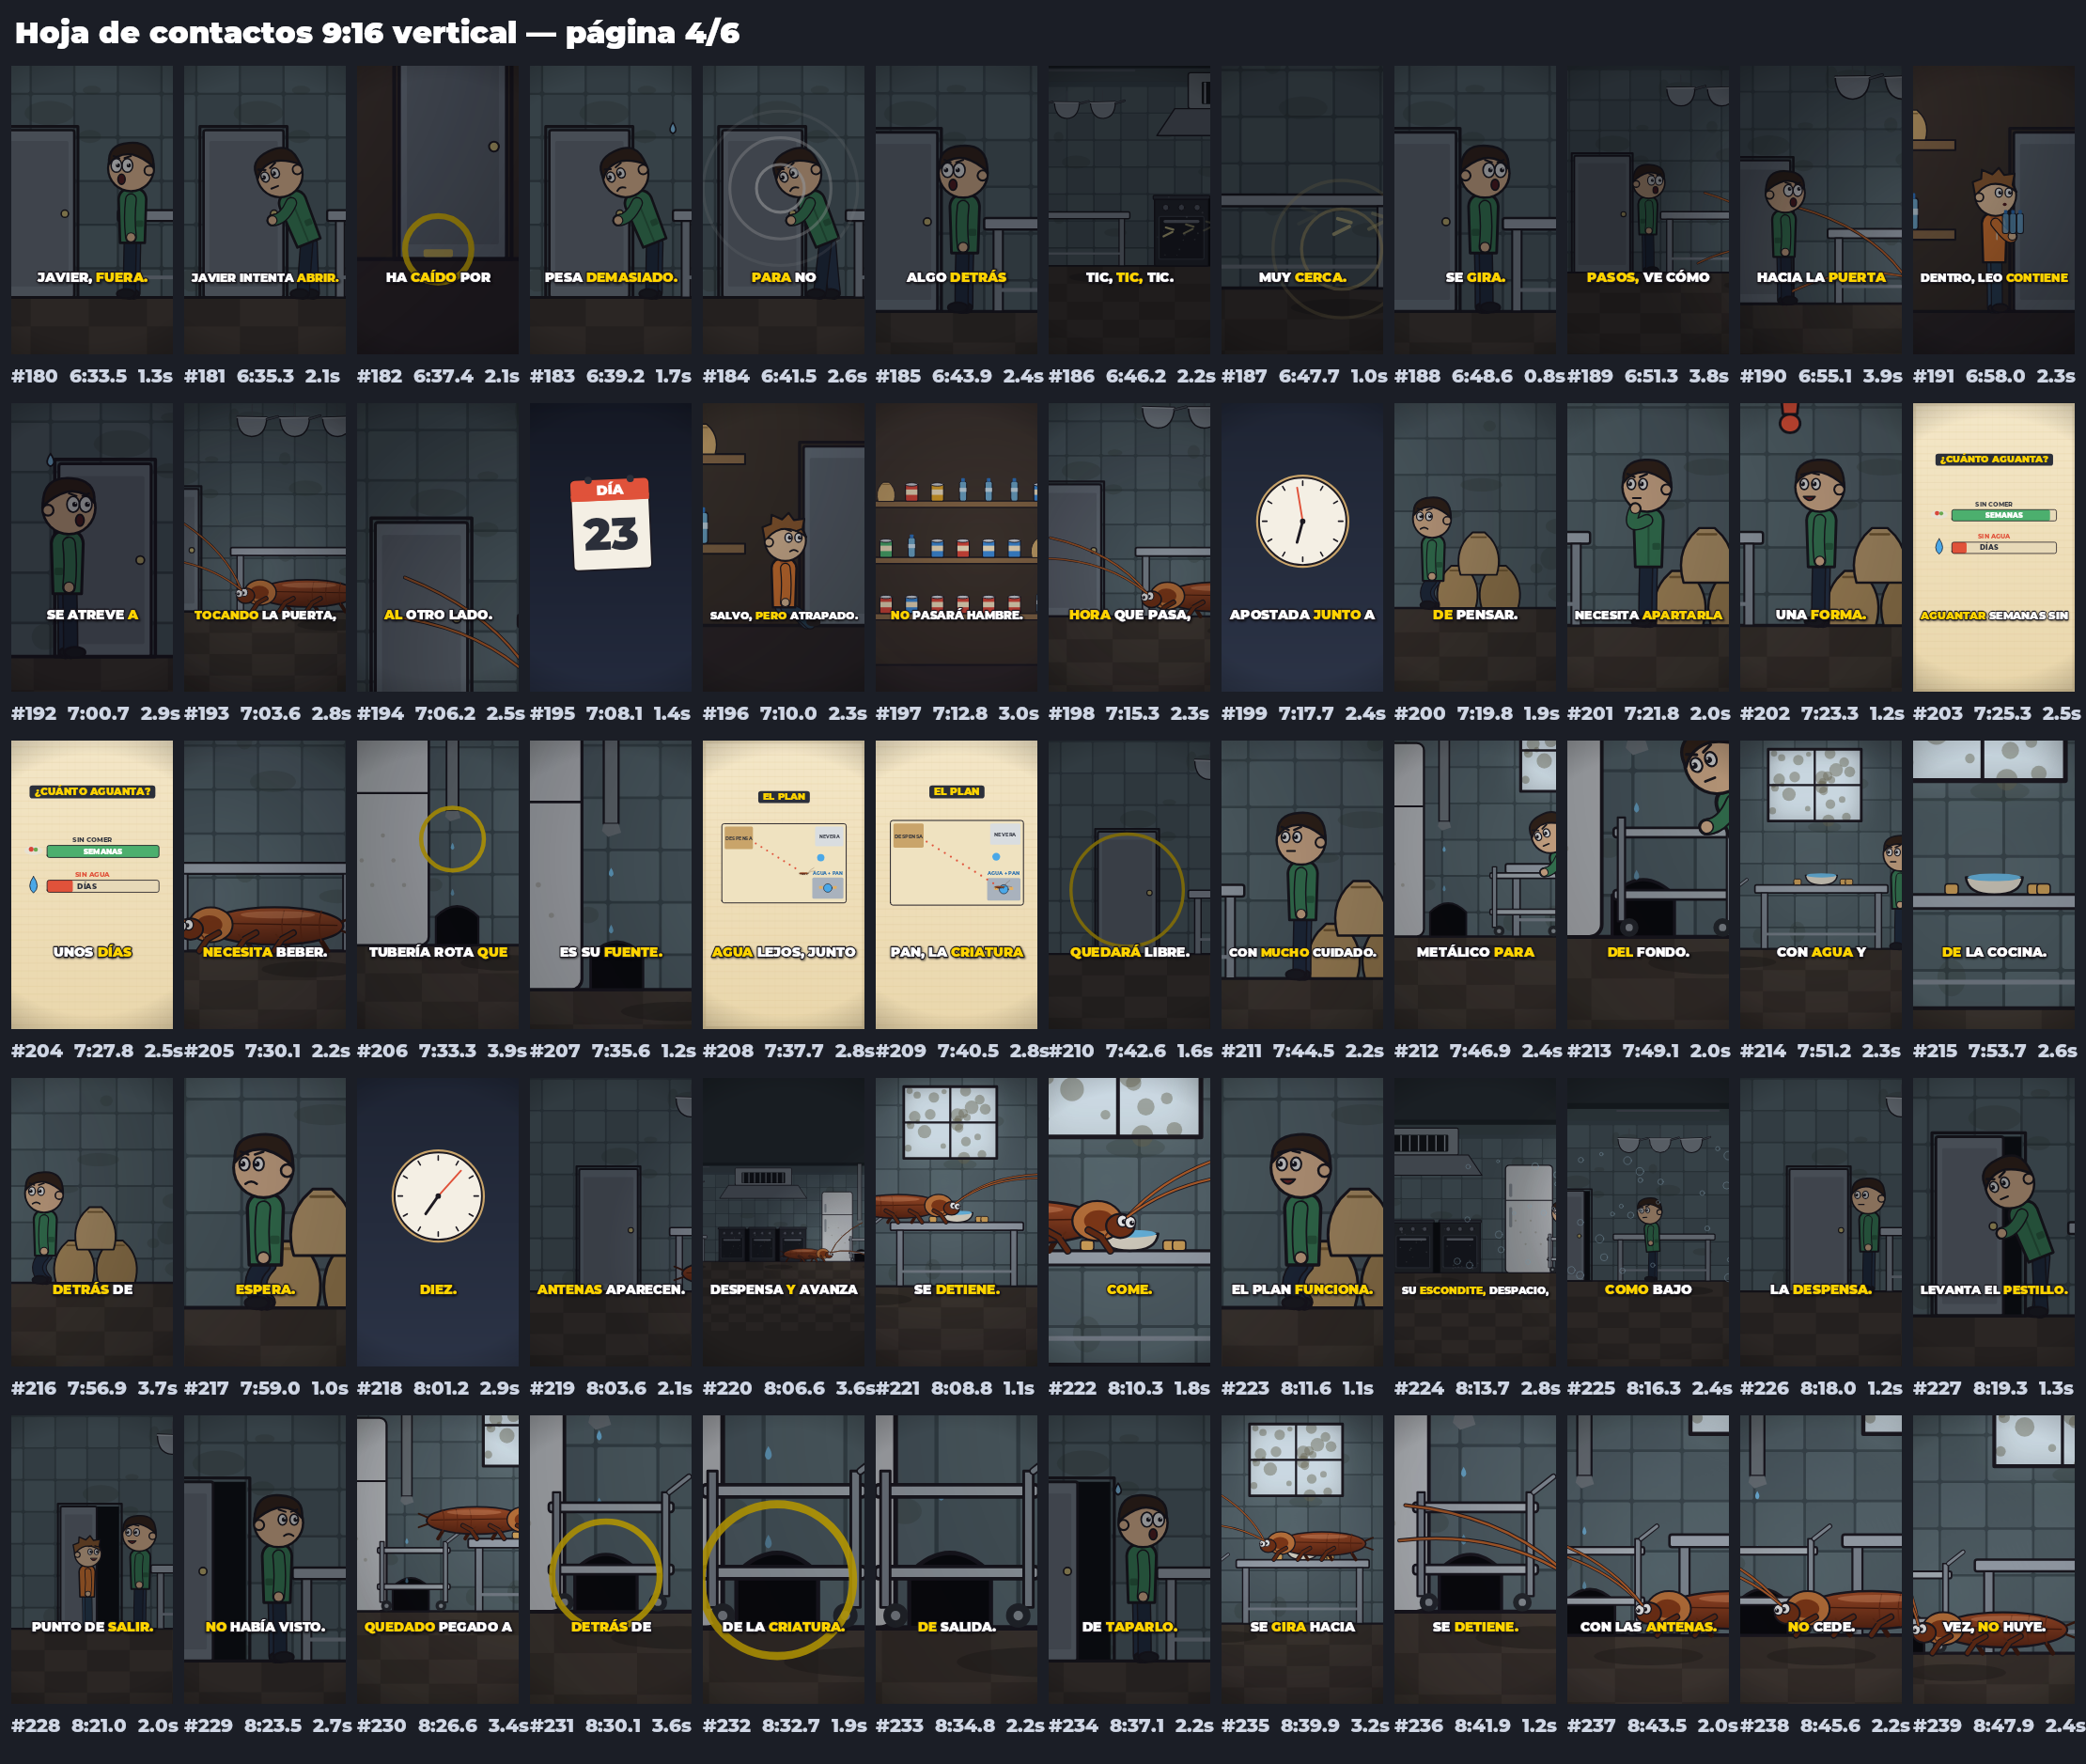 Hoja de contactos 9:16 vertical — página 4/6
JAVIER, FUERA.
JAVIER INTENTA ABRIR.
HA CAÍDO POR
PESA DEMASIADO.
PARA NO
ALGO DETRÁS
TIC, TIC, TIC.
MUY CERCA.
SE GIRA.
PASOS, VE CÓMO
HACIA LA PUERTA
DENTRO, LEO CONTIENE
#180 6:33.5 1.3s
#181 6:35.3 2.1s
#182 6:37.4 2.1s
#183 6:39.2 1.7s
#184 6:41.5 2.6s
#185 6:43.9 2.4s
#186 6:46.2 2.2s
#187 6:47.7 1.0s
#188 6:48.6 0.8s
#189 6:51.3 3.8s
#190 6:55.1 3.9s
#191 6:58.0 2.3s
SE ATREVE A
TOCANDO LA PUERTA,
AL OTRO LADO.
DÍA
23
SALVO, PERO ATRAPADO.
NO PASARÁ HAMBRE.
HORA QUE PASA,
APOSTADA JUNTO A
DE PENSAR.
NECESITA APARTARLA
UNA FORMA.
¿CUÁNTO AGUANTA?
SIN COMER
SEMANAS
SIN AGUA
DÍAS
AGUANTAR SEMANAS SIN
#192 7:00.7 2.9s
#193 7:03.6 2.8s
#194 7:06.2 2.5s
#195 7:08.1 1.4s
#196 7:10.0 2.3s
#197 7:12.8 3.0s
#198 7:15.3 2.3s
#199 7:17.7 2.4s
#200 7:19.8 1.9s
#201 7:21.8 2.0s
#202 7:23.3 1.2s
#203 7:25.3 2.5s
¿CUÁNTO AGUANTA?
SIN COMER
SEMANAS
SIN AGUA
DÍAS
UNOS DÍAS
NECESITA BEBER.
TUBERÍA ROTA QUE
ES SU FUENTE.
EL PLAN
DESPENSA
NEVERA
AGUA + PAN
AGUA LEJOS, JUNTO
EL PLAN
DESPENSA
NEVERA
AGUA + PAN
PAN, LA CRIATURA
QUEDARÁ LIBRE.
CON MUCHO CUIDADO.
METÁLICO PARA
DEL FONDO.
CON AGUA Y
DE LA COCINA.
#204 7:27.8 2.5s
#205 7:30.1 2.2s
#206 7:33.3 3.9s
#207 7:35.6 1.2s
#208 7:37.7 2.8s
#209 7:40.5 2.8s
#210 7:42.6 1.6s
#211 7:44.5 2.2s
#212 7:46.9 2.4s
#213 7:49.1 2.0s
#214 7:51.2 2.3s
#215 7:53.7 2.6s
DETRÁS DE
ESPERA.
DIEZ.
ANTENAS APARECEN.
DESPENSA Y AVANZA
SE DETIENE.
COME.
EL PLAN FUNCIONA.
SU ESCONDITE, DESPACIO,
COMO BAJO
LA DESPENSA.
LEVANTA EL PESTILLO.
#216 7:56.9 3.7s
#217 7:59.0 1.0s
#218 8:01.2 2.9s
#219 8:03.6 2.1s
#220 8:06.6 3.6s
#221 8:08.8 1.1s
#222 8:10.3 1.8s
#223 8:11.6 1.1s
#224 8:13.7 2.8s
#225 8:16.3 2.4s
#226 8:18.0 1.2s
#227 8:19.3 1.3s
PUNTO DE SALIR.
NO HABÍA VISTO.
QUEDADO PEGADO A
DETRÁS DE
DE LA CRIATURA.
DE SALIDA.
DE TAPARLO.
SE GIRA HACIA
SE DETIENE.
CON LAS ANTENAS.
NO CEDE.
VEZ, NO HUYE.
#228 8:21.0 2.0s
#229 8:23.5 2.7s
#230 8:26.6 3.4s
#231 8:30.1 3.6s
#232 8:32.7 1.9s
#233 8:34.8 2.2s
#234 8:37.1 2.2s
#235 8:39.9 3.2s
#236 8:41.9 1.2s
#237 8:43.5 2.0s
#238 8:45.6 2.2s
#239 8:47.9 2.4s